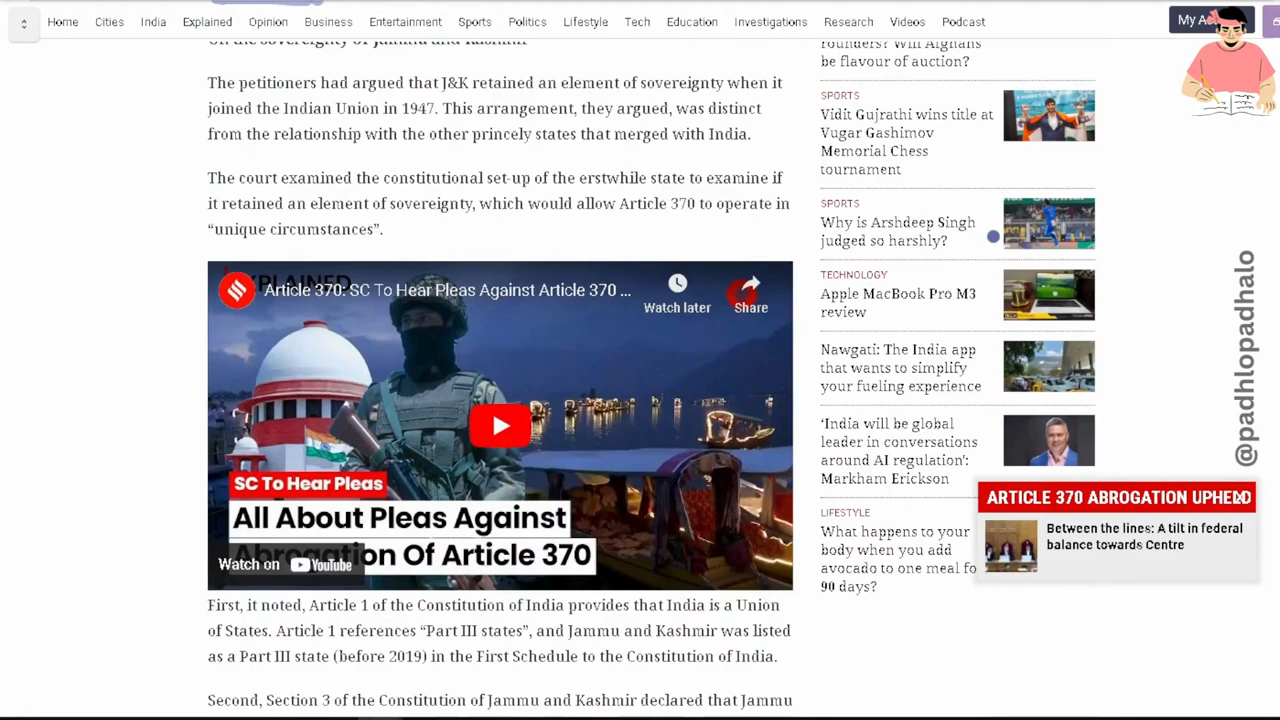 Home Cities India Explained Opinion Business Entertainment Sports Politics Lifestyle Tech Education Investigations Research Videos Podcast
On the sovereignty of Jammu and Kashmir
The petitioners had argued that J&K retained an element of sovereignty when it
joined the Indian Union in 1947. This arrangement, they argued, was distinct
from the relationship with the other princely states that merged with India.
The court examined the constitutional set-up of the erstwhile state to examine if
it retained an element of sovereignty, which would allow Article 370 to operate in
“unique circumstances”.
EXPLAINED
Article 370: SC To Hear Pleas Against Article 370 ...
Watch later
Share
SC To Hear Pleas
All About Pleas Against
Abrogation Of Article 370
Watch on YouTube
First, it noted, Article 1 of the Constitution of India provides that India is a Union
of States. Article 1 references “Part III states”, and Jammu and Kashmir was listed
as a Part III state (before 2019) in the First Schedule to the Constitution of India.
Second, Section 3 of the Constitution of Jammu and Kashmir declared that Jammu
rounders? Will Afghans
be flavour of auction?
SPORTS
Vidit Gujrathi wins title at
Vugar Gashimov
Memorial Chess
tournament
SPORTS
Why is Arshdeep Singh
judged so harshly?
TECHNOLOGY
Apple MacBook Pro M3
review
Nawgati: The India app
that wants to simplify
your fueling experience
‘India will be global
leader in conversations
around AI regulation’:
Markham Erickson
LIFESTYLE
What happens to your
body when you add
avocado to one meal fo
90 days?
ARTICLE 370 ABROGATION UPHELD
Between the lines: A tilt in federal
balance towards Centre
@padhlopadhalo